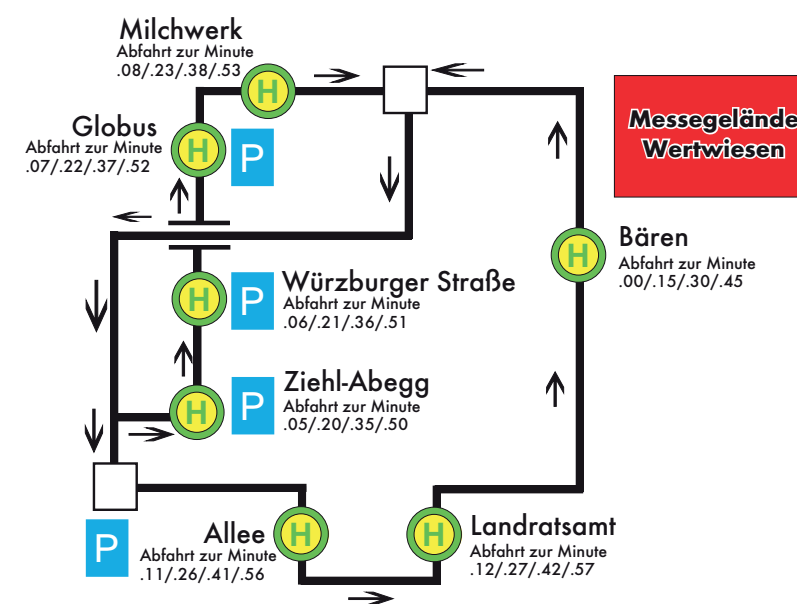 Milchwerk
Abfahrt zur Minute
.08/.23/.38/.53
H
Globus
Abfahrt zur Minute
.07/.22/.37/.52
H
P
Messegelände
Wertwiesen
Bären
Abfahrt zur Minute
.00/.15/.30/.45
H
Würzburger Straße
Abfahrt zur Minute
.06/.21/.36/.51
H
P
Ziehl-Abegg
Abfahrt zur Minute
.05/.20/.35/.50
H
P
P
Allee
Abfahrt zur Minute
.11/.26/.41/.56
H
H
Landratsamt
Abfahrt zur Minute
.12/.27/.42/.57